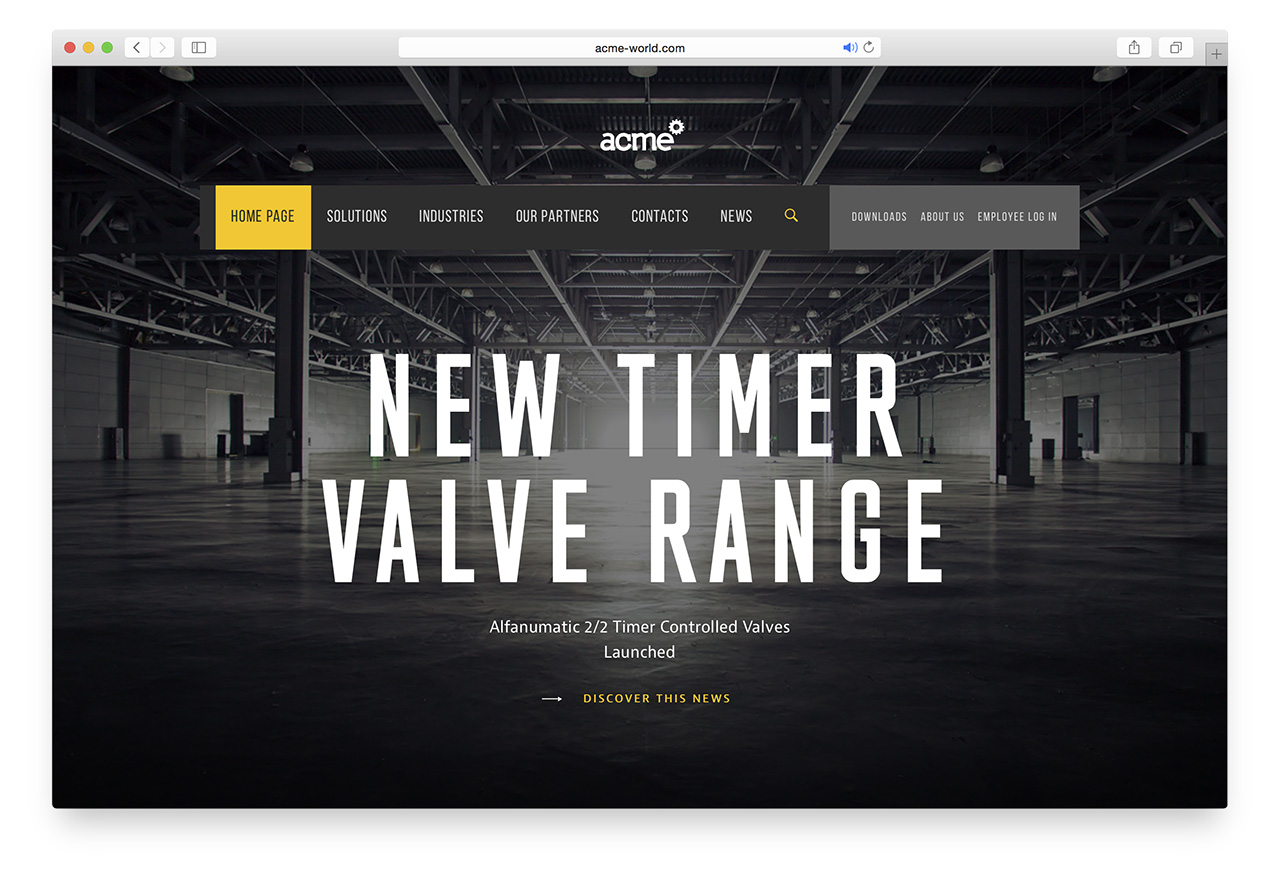 acme-world.com
acme
HOME PAGE SOLUTIONS INDUSTRIES OUR PARTNERS CONTACTS NEWS DOWNLOADS ABOUT US EMPLOYEE LOG IN
NEW TIMER
VALVE RANGE
Alfanumatic 2/2 Timer Controlled Valves
Launched
DISCOVER THIS NEWS